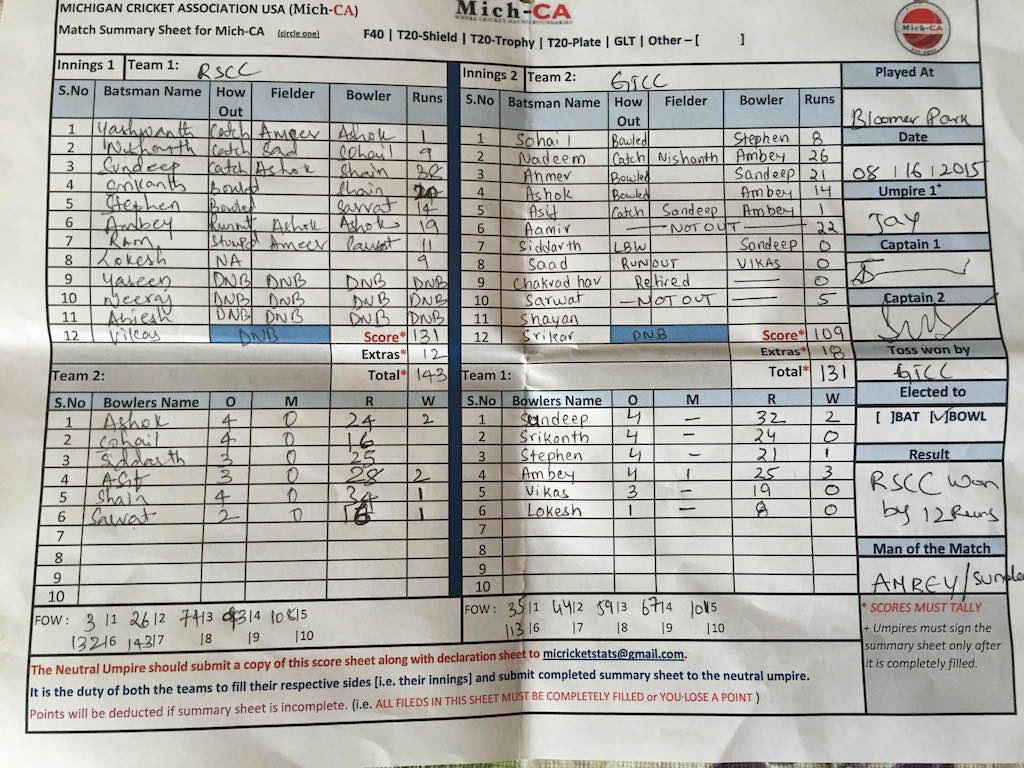 MICHIGAN CRICKET ASSOCIATION USA (Mich-CA)
Mich-CA
Match Summary Sheet for Mich-CA (circle one) F40 | T20-Shield | T20-Trophy | T20-Plate | GLT | Other – [ ]
Mich-CA
Innings 1 Team 1: RSCC
S.No Batsman Name How Out Fielder Bowler Runs
1 Yashwanth Catch Ameer Ashok 1
2 Nishanth Catch Sad Cohail 9
3 Sundeep Catch Ashok Shain 38
4 Srikanth Bowled Shain
5 Stephen Bowled Sarwat 14
6 Ambey Runout Ashok Ashok 19
7 Ram Stumped Ameer Sarwat 11
8 Lokesh NA 9
9 Yaseen DNB DNB DNB DNB
10 Neeraj DNB DNB DNB DNB
11 DNB DNB DNB DNB
12 Vikas DNB Score* 131
Extras* 12
Total* 143
Team 2:
S.No Bowlers Name O M R W
1 Ashok 4 0 24 2
2 Cohail 4 0 16
3 Siddarth 3 0 25
4 Asif 3 0 28 2
5 Shain 4 0 34 1
6 Sarwat 2 0 1
7
8
9
10
FOW : 3 |1 26|2 74|3 |4 |5
132|6 143|7 |8 |9 |10
Innings 2 Team 2: GTCC
S.No Batsman Name How Out Fielder Bowler Runs
1 Sohail Bowled Stephen 8
2 Nadeem Catch Nishanth Ambey 26
3 Ahmer Bowled Sandeep 21
4 Ashok Bowled Ambey 14
5 Asif Catch Sandeep Ambey 1
6 Aamir — NOT OUT — 22
7 Siddarth LBW Sandeep 0
8 Saad RUNOUT VIKAS 0
9 Chakradhar Retired — 0
10 Sarwat — NOT OUT — 5
11 Shayan
12 Srikar DNB Score* 109
Extras* 18
Total* 131
Team 1:
S.No Bowlers Name O M R W
1 Sandeep 4 – 32 2
2 Srikanth 4 – 24 0
3 Stephen 4 – 21 1
4 Ambey 4 1 25 3
5 Vikas 3 – 19 0
6 Lokesh 1 – 8 0
7
8
9
10
FOW : 35|1 44|2 59|3 67|4 |5
113|6 |7 |8 |9 |10
Played At
Bloomer Park
Date
08/16/2015
Umpire 1+
Jay
Captain 1
Captain 2
Toss won by
GTCC
Elected to
[ ]BAT [✓]BOWL
Result
RSCC won
by 12 Runs
Man of the Match
AMBEY/
* SCORES MUST TALLY
+ Umpires must sign the
summary sheet only after
it is completely filled.
The Neutral Umpire should submit a copy of this score sheet along with declaration sheet to micricketstats@gmail.com.
It is the duty of both the teams to fill their respective sides [i.e. their innings] and submit completed summary sheet to the neutral umpire.
Points will be deducted if summary sheet is incomplete. (i.e. ALL FILEDS IN THIS SHEET MUST BE COMPLETELY FILLED or YOU LOSE A POINT )